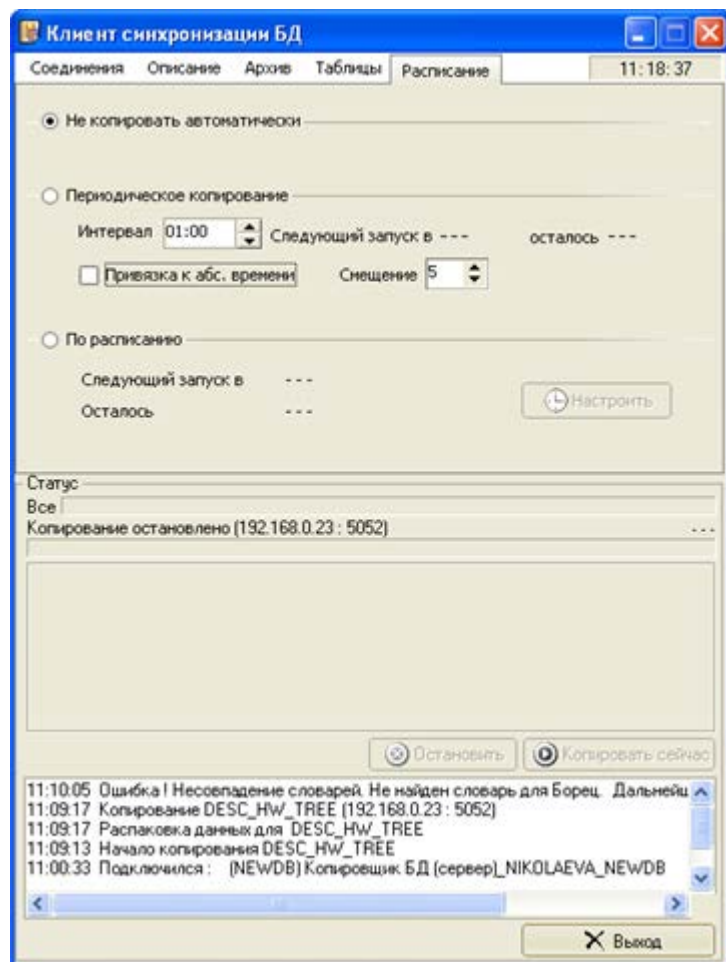 Клиент синхронизации БД
Соединения Описание Архив Таблицы Расписание 11:18:37
Не копировать автоматически
Периодическое копирование
Интервал 01:00 Следующий запуск в --- осталось ---
Привязка к абс. времени Смещение 5
По расписанию
Следующий запуск в ---
Осталось --- Настроить
Статус
Все
Копирование остановлено (192.168.0.23 : 5052) ---
Остановить Копировать сейчас
11:10:05 Ошибка ! Несовпадение словарей. Не найден словарь для Борец. Дальнейш
11:09:17 Копирование DESC_HW_TREE (192.168.0.23 : 5052)
11:09:17 Распаковка данных для DESC_HW_TREE
11:09:13 Начало копирования DESC_HW_TREE
11:00:33 Подключился : (NEWDB) Копировщик БД (сервер)_NIKOLAEVA_NEWDB
Выход